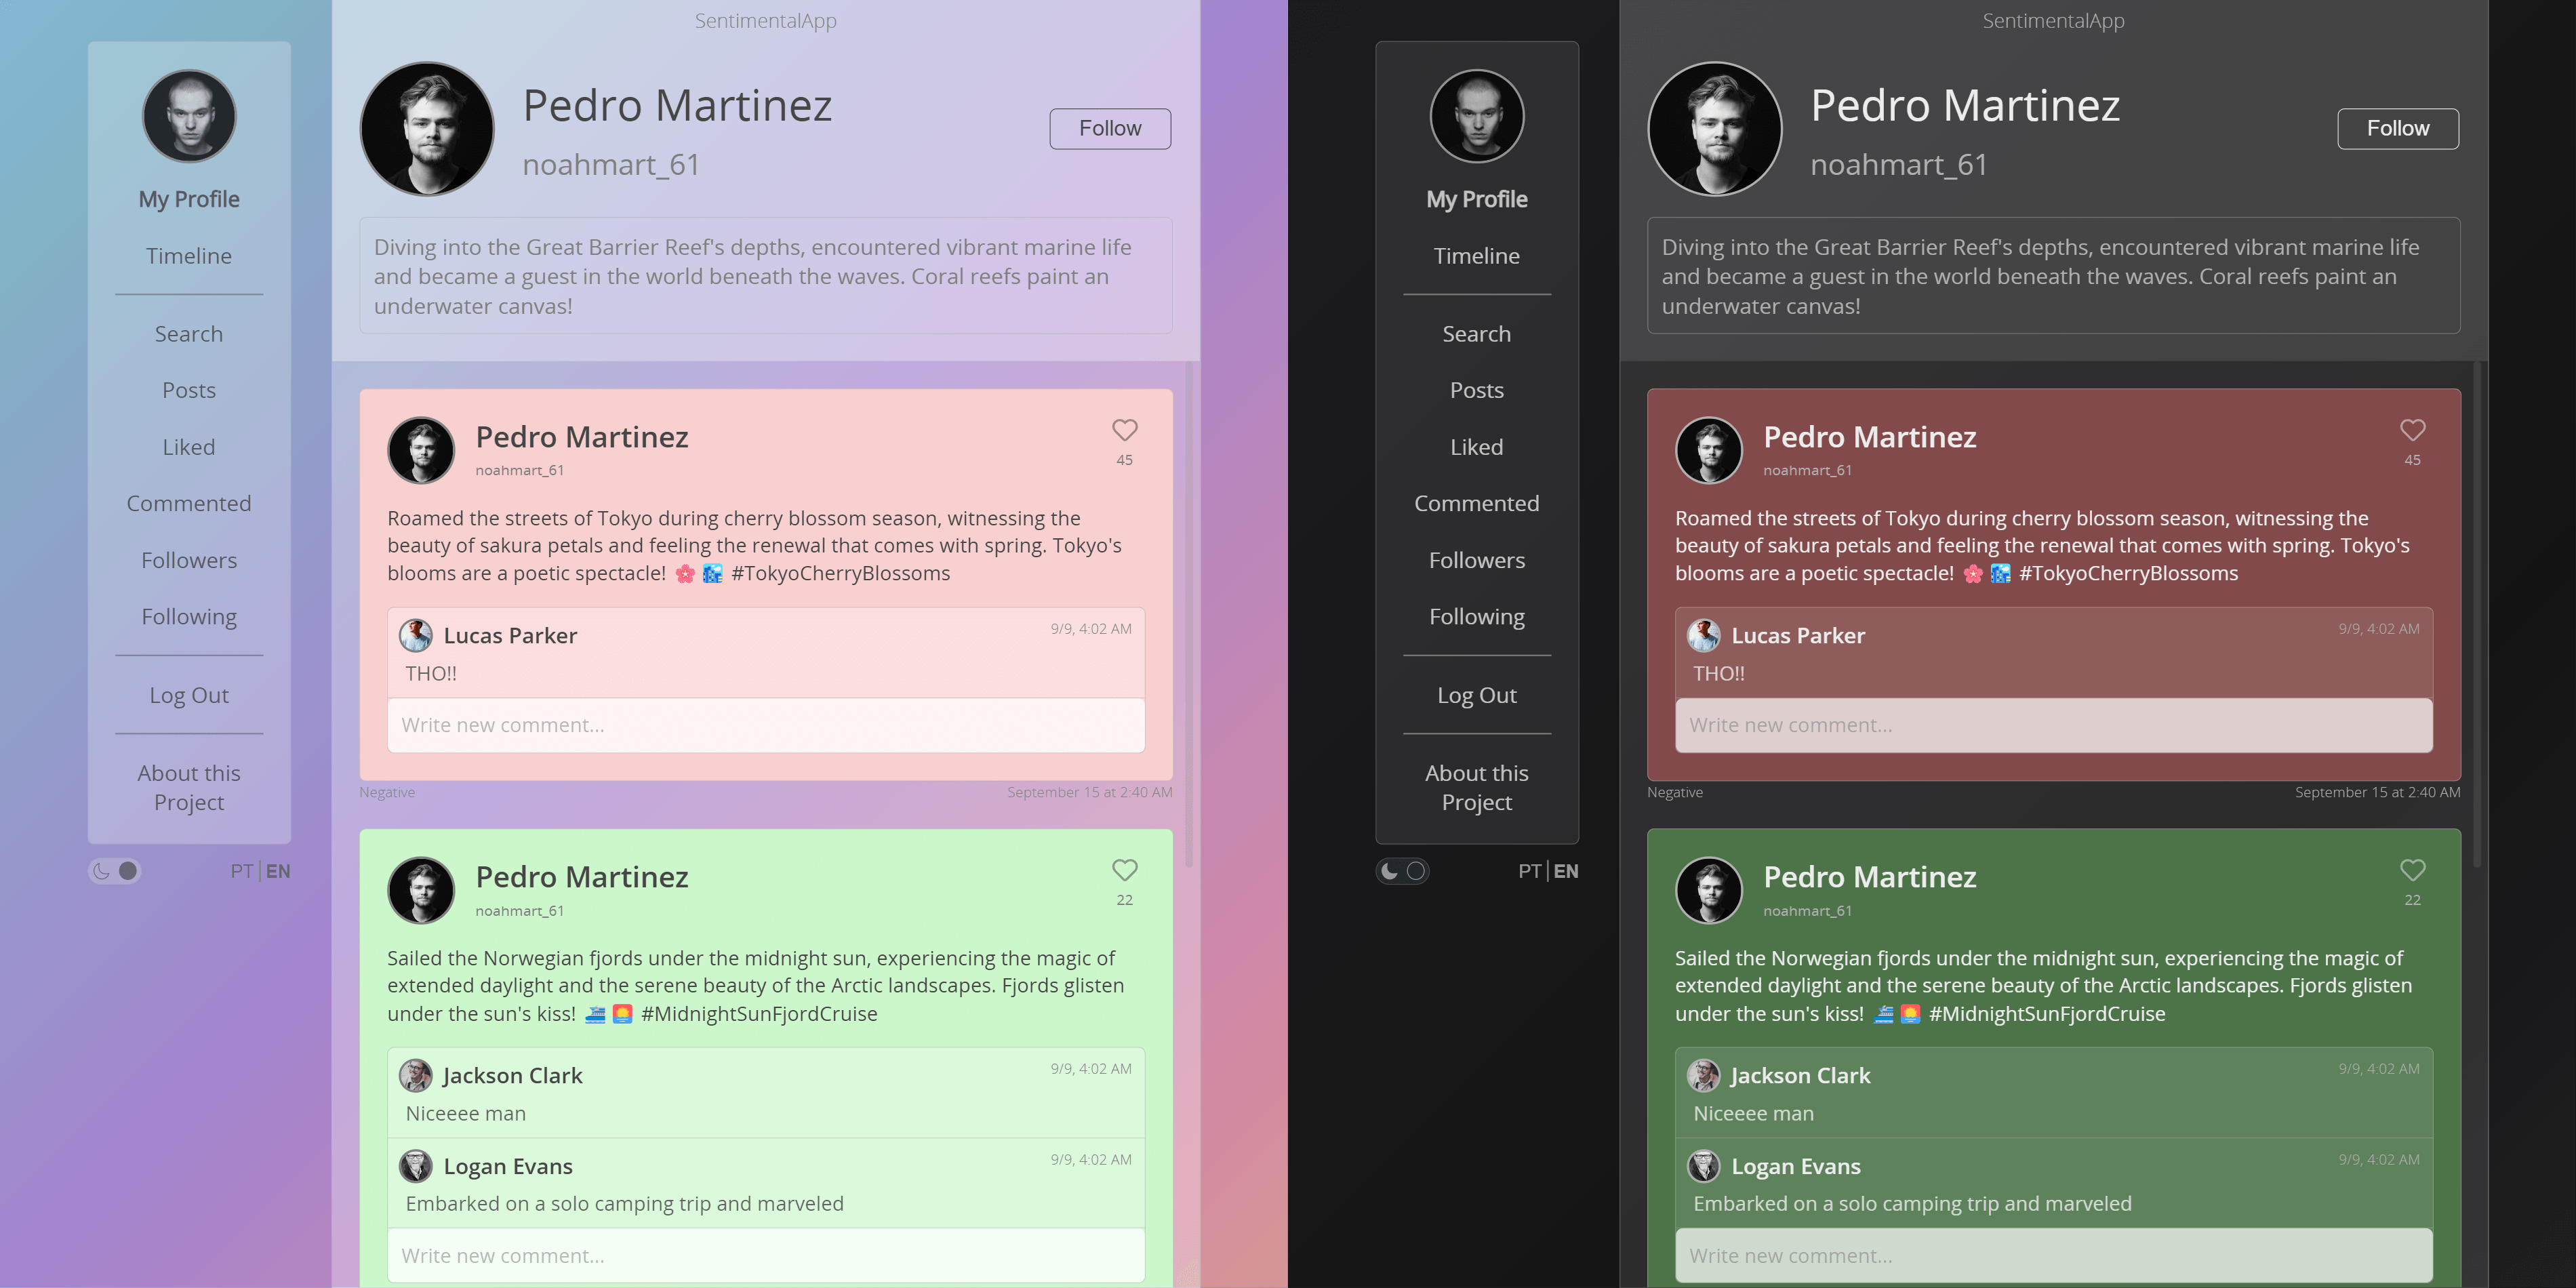 My Profile
Timeline
Search
Posts
Liked
Commented
Followers
Following
Log Out
About this
Project
PT|EN
SentimentalApp
Pedro Martinez
noahmart_61
Follow
Diving into the Great Barrier Reef's depths, encountered vibrant marine life
and became a guest in the world beneath the waves. Coral reefs paint an
underwater canvas!
Pedro Martinez
noahmart_61
45
Roamed the streets of Tokyo during cherry blossom season, witnessing the
beauty of sakura petals and feeling the renewal that comes with spring. Tokyo's
blooms are a poetic spectacle! 🌸 🌃 #TokyoCherryBlossoms
Lucas Parker
9/9, 4:02 AM
THO!!
Write new comment...
Negative
September 15 at 2:40 AM
Pedro Martinez
noahmart_61
22
Sailed the Norwegian fjords under the midnight sun, experiencing the magic of
extended daylight and the serene beauty of the Arctic landscapes. Fjords glisten
under the sun's kiss! 🚢 🌅 #MidnightSunFjordCruise
Jackson Clark
9/9, 4:02 AM
Niceeee man
Logan Evans
9/9, 4:02 AM
Embarked on a solo camping trip and marveled
Write new comment...
My Profile
Timeline
Search
Posts
Liked
Commented
Followers
Following
Log Out
About this
Project
PT|EN
SentimentalApp
Pedro Martinez
noahmart_61
Follow
Diving into the Great Barrier Reef's depths, encountered vibrant marine life
and became a guest in the world beneath the waves. Coral reefs paint an
underwater canvas!
Pedro Martinez
noahmart_61
45
Roamed the streets of Tokyo during cherry blossom season, witnessing the
beauty of sakura petals and feeling the renewal that comes with spring. Tokyo's
blooms are a poetic spectacle! 🌸 🌃 #TokyoCherryBlossoms
Lucas Parker
9/9, 4:02 AM
THO!!
Write new comment...
Negative
September 15 at 2:40 AM
Pedro Martinez
noahmart_61
22
Sailed the Norwegian fjords under the midnight sun, experiencing the magic of
extended daylight and the serene beauty of the Arctic landscapes. Fjords glisten
under the sun's kiss! 🚢 🌅 #MidnightSunFjordCruise
Jackson Clark
9/9, 4:02 AM
Niceeee man
Logan Evans
9/9, 4:02 AM
Embarked on a solo camping trip and marveled
Write new comment...